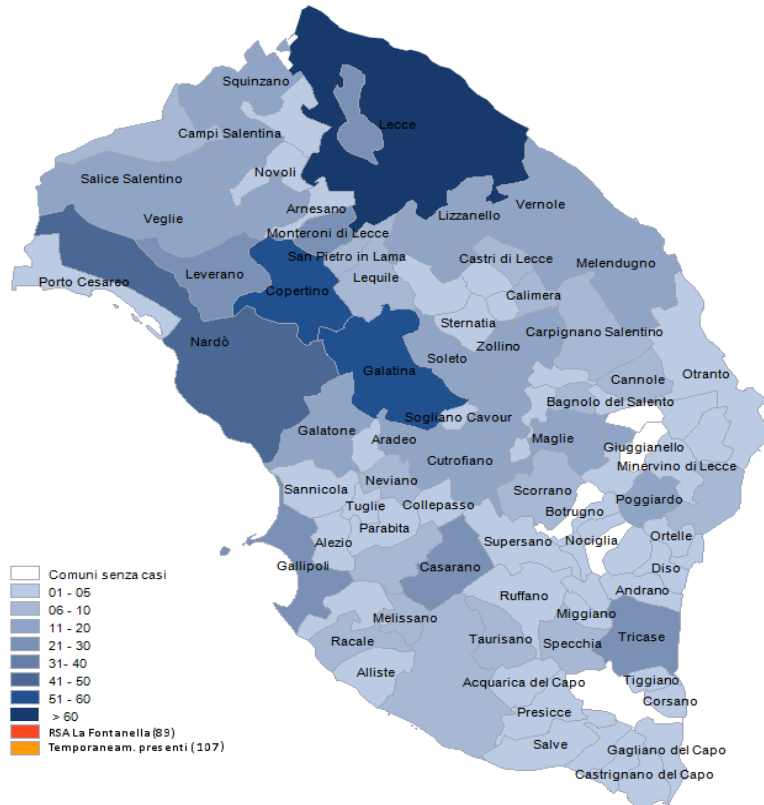 Squinzano
Lecce
Campi Salentina
Novoli
Salice Salentino
Arnesano
Lizzanello
Vernole
Veglie
Monteroni di Lecce
San Pietro in Lama
Castri di Lecce
Melendugno
Leverano
Lequile
Porto Cesareo
Copertino
Calimera
Sternatia
Carpignano Salentino
Nardò
Zollino
Soleto
Galatina
Cannole
Otranto
Bagnolo del Salento
Sogliano Cavour
Galatone
Aradeo
Maglie
Giuggianello
Cutrofiano
Minervino di Lecce
Neviano
Sannicola
Scorrano
Poggiardo
Tuglie
Collepasso
Botrugno
Parabita
Alezio
Supersano
Nociglia
Ortelle
Gallipoli
Casarano
Diso
Andrano
Ruffano
Miggiano
Melissano
Racale
Taurisano
Specchia
Tricase
Alliste
Acquarica del Capo
Tiggiano
Corsano
Presicce
Salve
Gagliano del Capo
Castrignano del Capo
Comuni senza casi
01 - 05
06 - 10
11 - 20
21 - 30
31- 40
41 - 50
51 - 60
> 60
RSA La Fontanella (89)
Temporaneam. presenti (107)